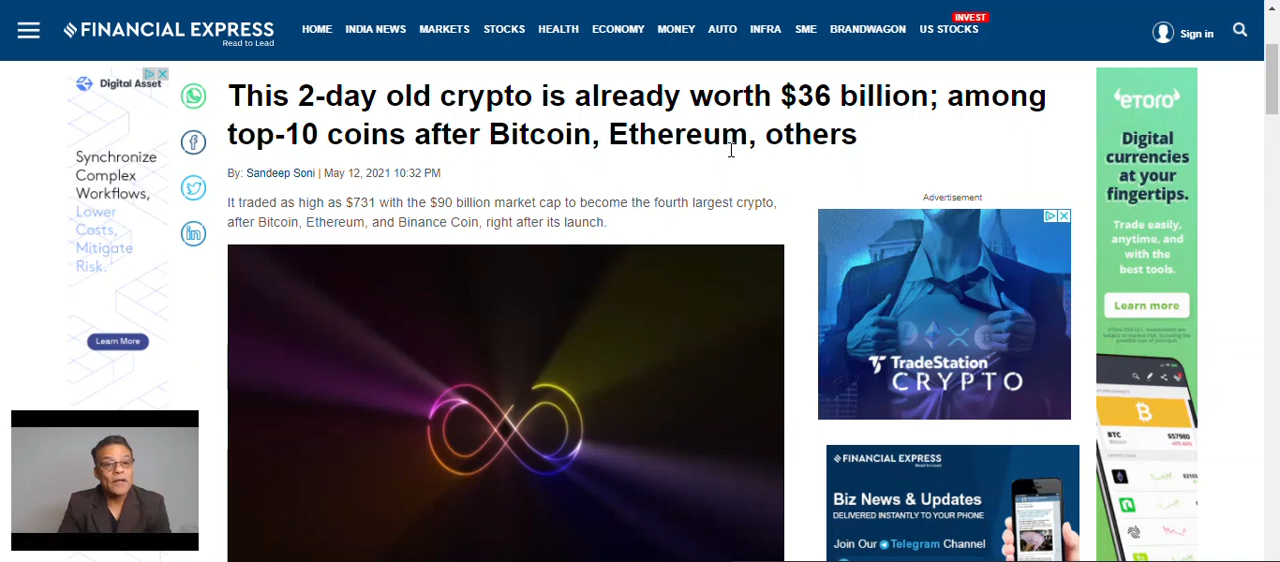 FINANCIAL EXPRESS
Read to Lead
HOME INDIA NEWS MARKETS STOCKS HEALTH ECONOMY MONEY AUTO INFRA SME BRANDWAGON US STOCKS
INVEST
Sign in
Digital Asset
Synchronize
Complex
Workflows,
Lower
Costs,
Mitigate
Risk.
Learn More
This 2-day old crypto is already worth $36 billion; among
top-10 coins after Bitcoin, Ethereum, others
By: Sandeep Soni | May 12, 2021 10:32 PM
It traded as high as $731 with the $90 billion market cap to become the fourth largest crypto,
after Bitcoin, Ethereum, and Binance Coin, right after its launch.
Advertisement
TradeStation
CRYPTO
FINANCIAL EXPRESS
Read to Lead
Biz News & Updates
DELIVERED INSTANTLY TO YOUR PHONE
Join Our Telegram Channel
eToro
Digital
currencies
at your
fingertips.
Trade easily,
anytime, and
with the
best tools.
Learn more
BTC
Bitcoin
$57980